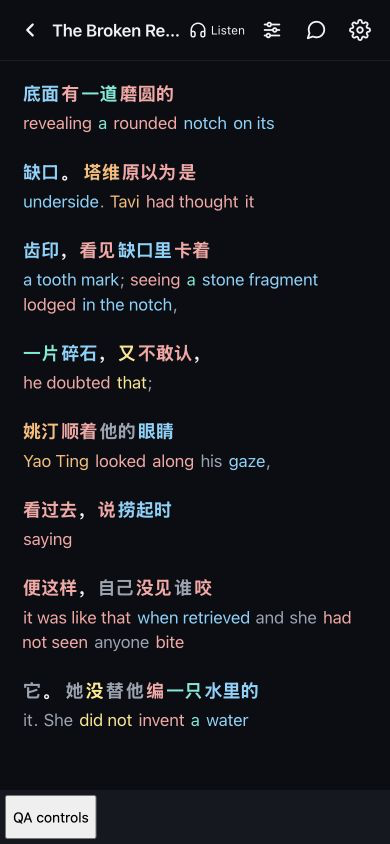 The Broken Re... Listen
底面有一道磨圆的
revealing a rounded notch on its
缺口。塔维原以为是
underside. Tavi had thought it
齿印，看见缺口里卡着
a tooth mark; seeing a stone fragment
lodged in the notch,
一片碎石，又不敢认，
he doubted that;
姚汀顺着他的眼睛
Yao Ting looked along his gaze,
看过去，说捞起时
saying
便这样，自己没见谁咬
it was like that when retrieved and she had
not seen anyone bite
它。她没替他编一只水里的
it. She did not invent a water
QA controls